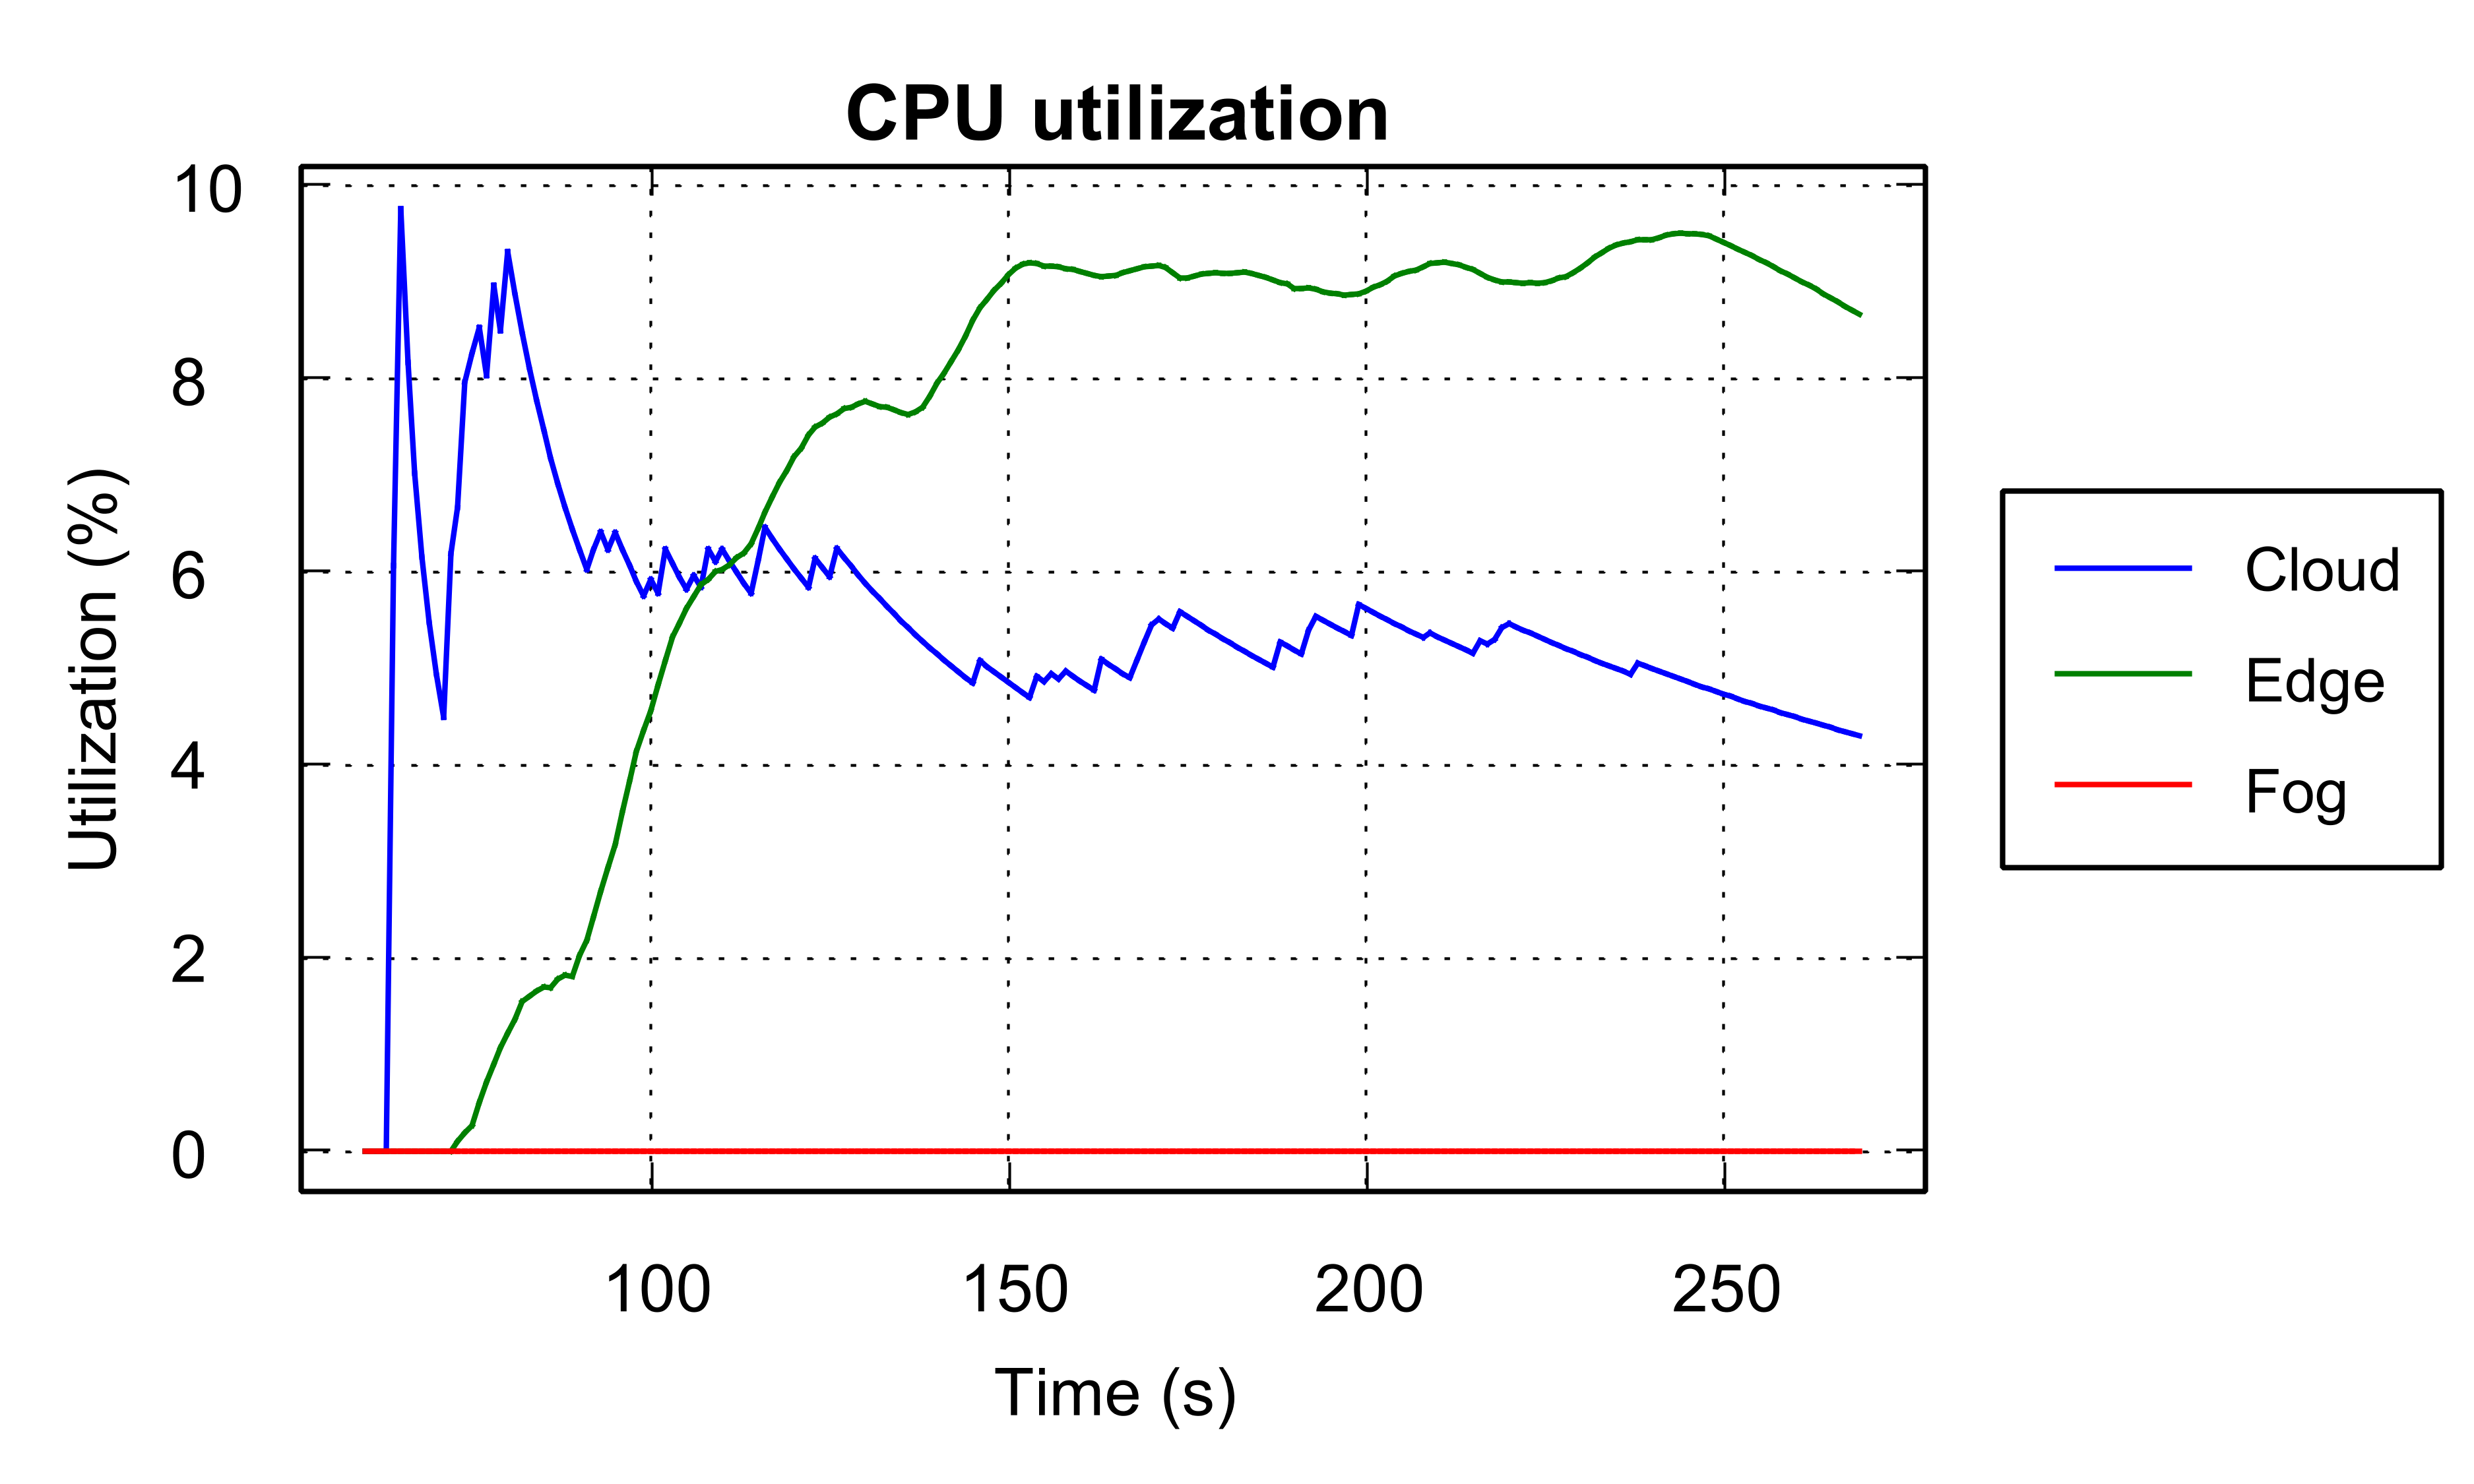 CPU utilization
10
8
6
4
2
0
Utilization (%)
100 150 200 250
Time (s)
Cloud
Edge
Fog